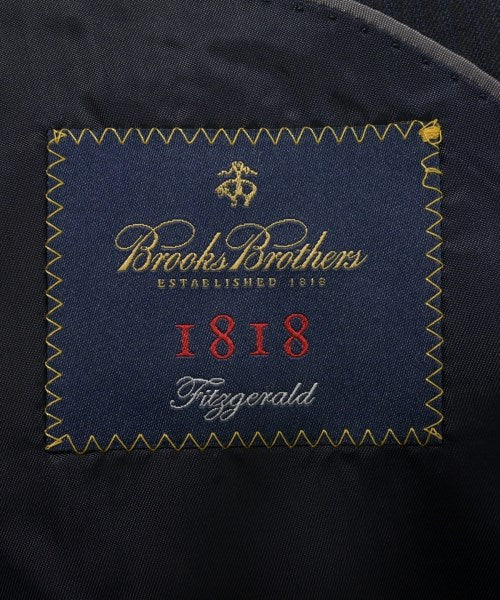 Brooks Brothers
ESTABLISHED 1818
1818
Fitzgerald